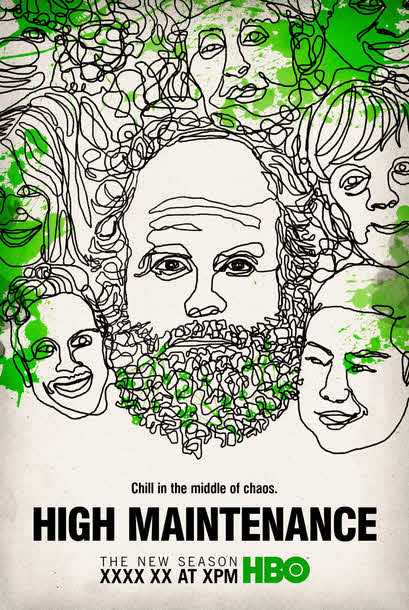 Chill in the middle of chaos.
HIGH MAINTENANCE
THE NEW SEASON
XXXX XX AT XPM HBO